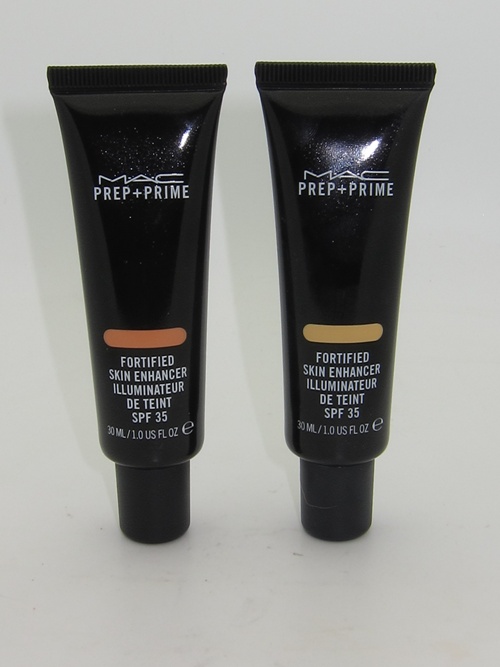 MAC
PREP+PRIME
FORTIFIED
SKIN ENHANCER
ILLUMINATEUR
DE TEINT
SPF 35
30 ML / 1.0 US FL OZ ℮
MAC
PREP+PRIME
FORTIFIED
SKIN ENHANCER
ILLUMINATEUR
DE TEINT
SPF 35
30 ML / 1.0 US FL OZ ℮